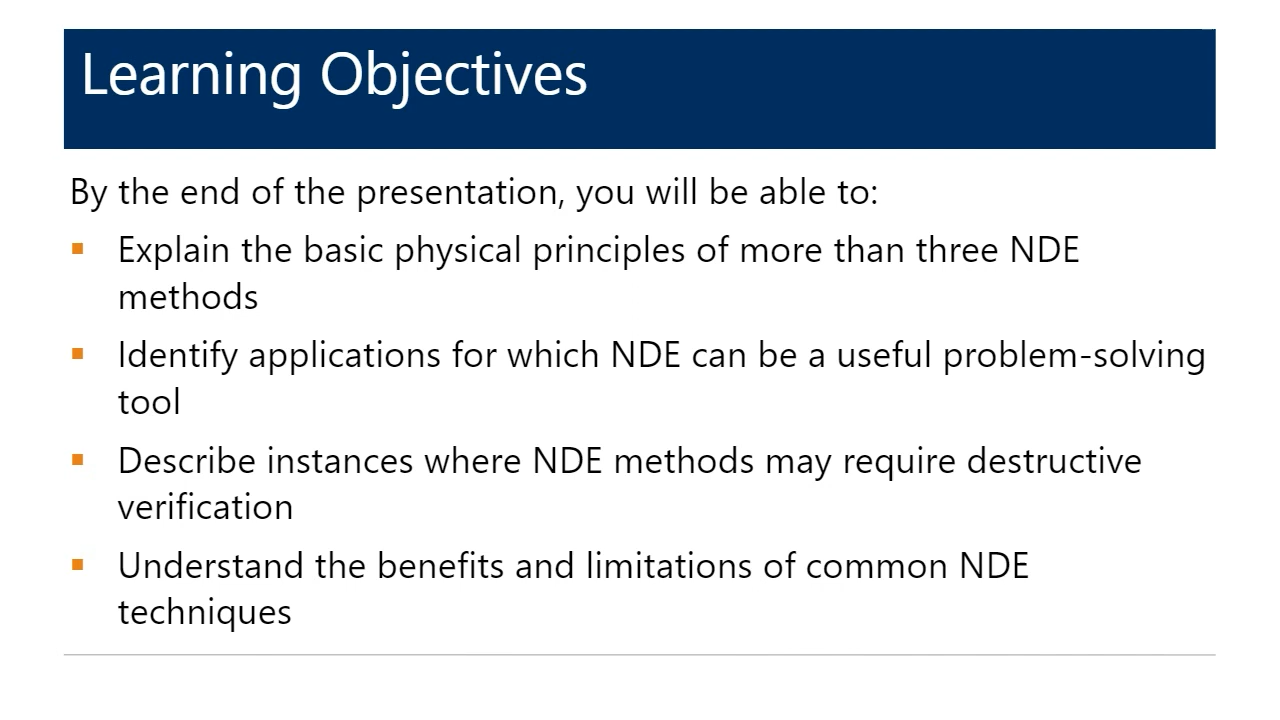 Learning Objectives
By the end of the presentation, you will be able to:
▪ Explain the basic physical principles of more than three NDE
methods
▪ Identify applications for which NDE can be a useful problem-solving
tool
▪ Describe instances where NDE methods may require destructive
verification
▪ Understand the benefits and limitations of common NDE
techniques